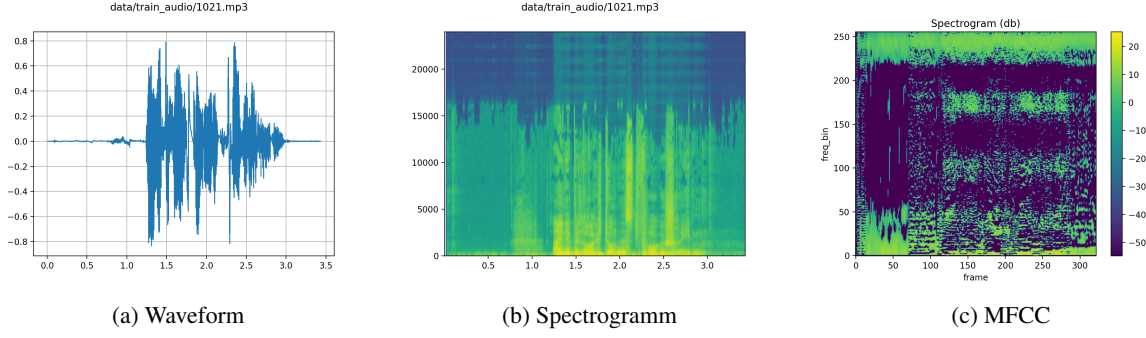 data/train_audio/1021.mp3
0.8
0.6
0.4
0.2
0.0
−0.2
−0.4
−0.6
−0.8
0.0 0.5 1.0 1.5 2.0 2.5 3.0 3.5
(a) Waveform
data/train_audio/1021.mp3
20000
15000
10000
5000
0
0.5 1.0 1.5 2.0 2.5 3.0
(b) Spectrogramm
Spectrogram (db)
freq_bin
250
200
150
100
50
0
0 50 100 150 200 250 300
frame
20
10
0
−10
−20
−30
−40
−50
(c) MFCC